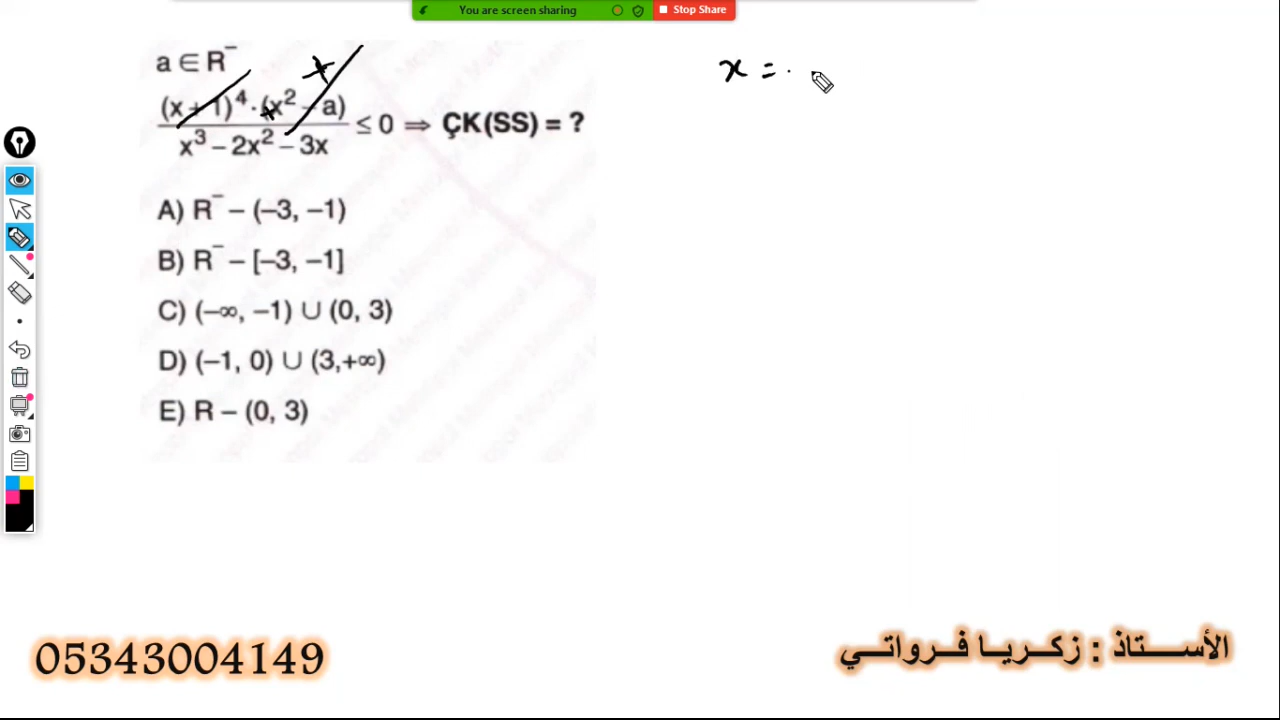 You are screen sharing Stop Share
a ∈ R⁻
x = .
(x + 1)⁴ · (x² – a)
x³ – 2x² – 3x
≤ 0 ⇒ ÇK(SS) = ?
A) R⁻ – (–3, –1)
B) R⁻ – [–3, –1]
C) (–∞, –1) ∪ (0, 3)
D) (–1, 0) ∪ (3,+∞)
E) R – (0, 3)
05343004149
الأستاذ : زكريا فرواتي